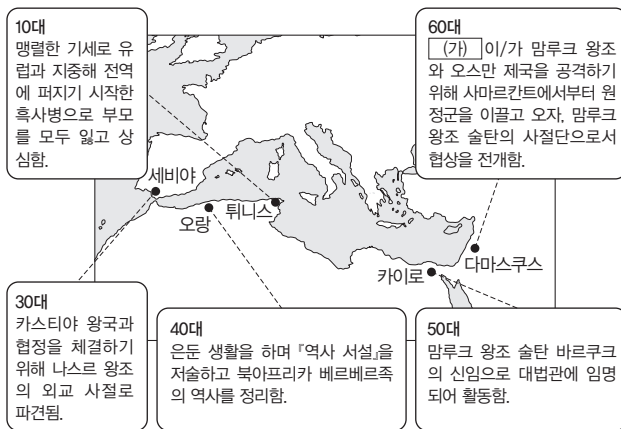 10대
맹렬한 기세로 유
럽과 지중해 전역
에 퍼지기 시작한
흑사병으로 부모
를 모두 잃고 상
심함.
60대
(가) 이/가 맘루크 왕조
와 오스만 제국을 공격하기
위해 사마르칸트에서부터 원
정군을 이끌고 오자, 맘루크
왕조 술탄의 사절단으로서
협상을 전개함.
세비야
오랑
튀니스
카이로
다마스쿠스
30대
카스티야 왕국과
협정을 체결하기
위해 나스르 왕조
의 외교 사절로
파견됨.
40대
은둔 생활을 하며 『역사 서설』을
저술하고 북아프리카 베르베르족
의 역사를 정리함.
50대
맘루크 왕조 술탄 바르쿠크
의 신임으로 대법관에 임명
되어 활동함.